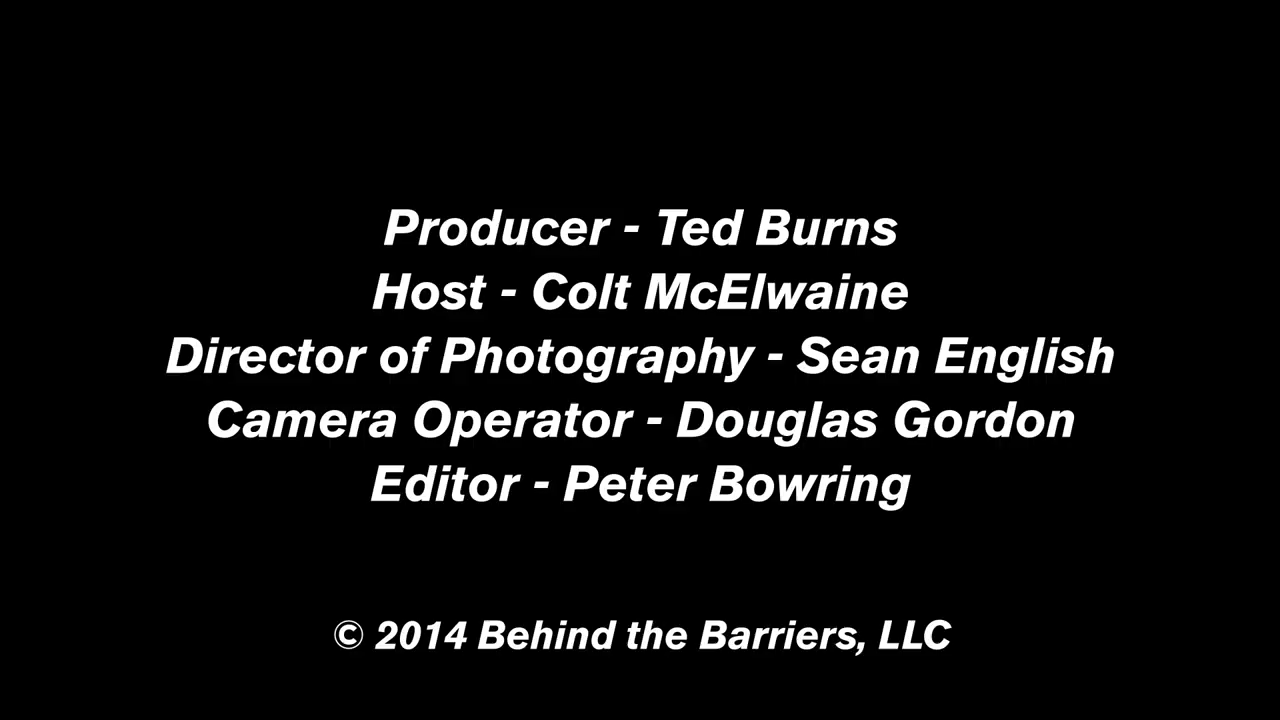 Producer - Ted Burns
Host - Colt McElwaine
Director of Photography - Sean English
Camera Operator - Douglas Gordon
Editor - Peter Bowring
© 2014 Behind the Barriers, LLC